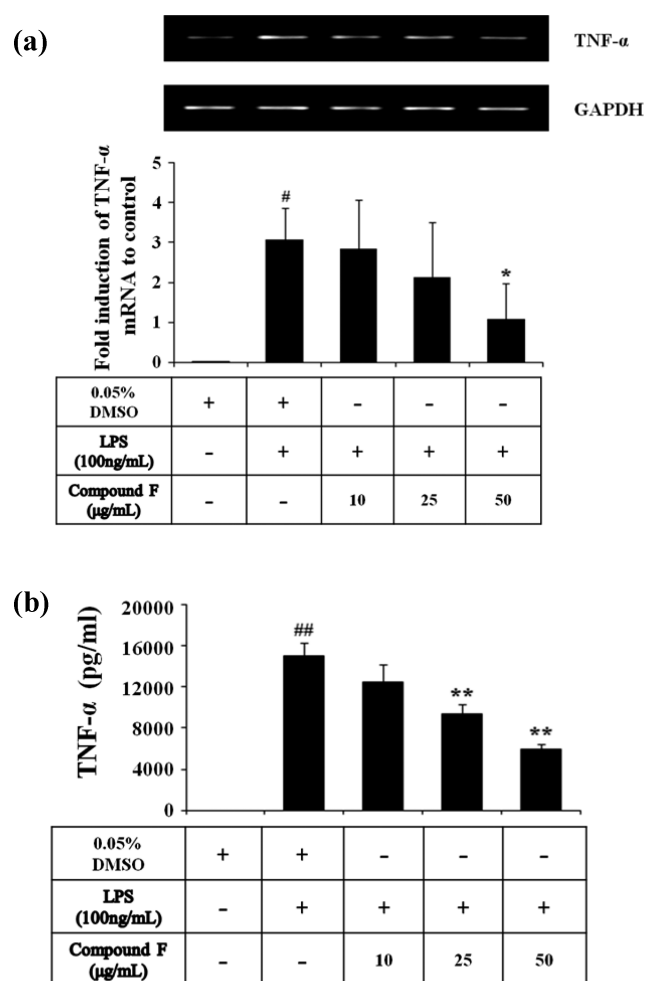 (a)
TNF-α
GAPDH
Fold induction of TNF-α
mRNA to control
5
4
3
2
1
0
#
*
0.05%
DMSO + + – – –
LPS
(100ng/mL) – + + + +
Compound F
(μg/mL) – – 10 25 50
(b)
TNF-α (pg/ml)
20000
16000
12000
8000
4000
0
##
**
**
0.05%
DMSO + + – – –
LPS
(100ng/mL) – + + + +
Compound F
(μg/mL) – – 10 25 50